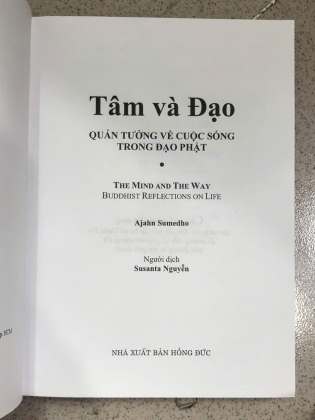 Tâm và Đạo
QUÁN TƯỞNG VỀ CUỘC SỐNG
TRONG ĐẠO PHẬT
•
THE MIND AND THE WAY
BUDDHIST REFLECTIONS ON LIFE
Ajahn Sumedho
Người dịch
Susanta Nguyễn
NHÀ XUẤT BẢN HỒNG ĐỨC